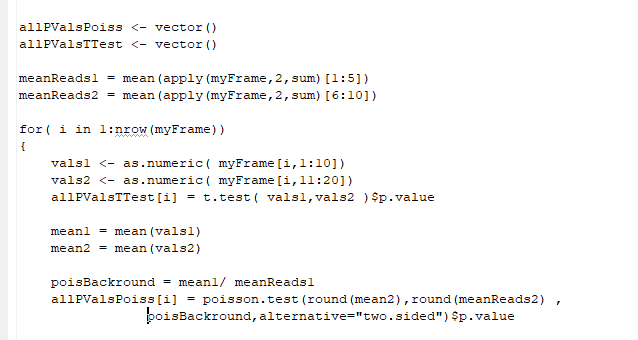 allPValsPoiss <- vector()
allPValsTTest <- vector()
meanReads1 = mean(apply(myFrame,2,sum)[1:5])
meanReads2 = mean(apply(myFrame,2,sum)[6:10])
for( i in 1:nrow(myFrame))
{
vals1 <- as.numeric( myFrame[i,1:10])
vals2 <- as.numeric( myFrame[i,11:20])
allPValsTTest[i] = t.test( vals1,vals2 )$p.value
mean1 = mean(vals1)
mean2 = mean(vals2)
poisBackround = mean1/ meanReads1
allPValsPoiss[i] = poisson.test(round(mean2),round(meanReads2) ,
poisBackround,alternative="two.sided")$p.value